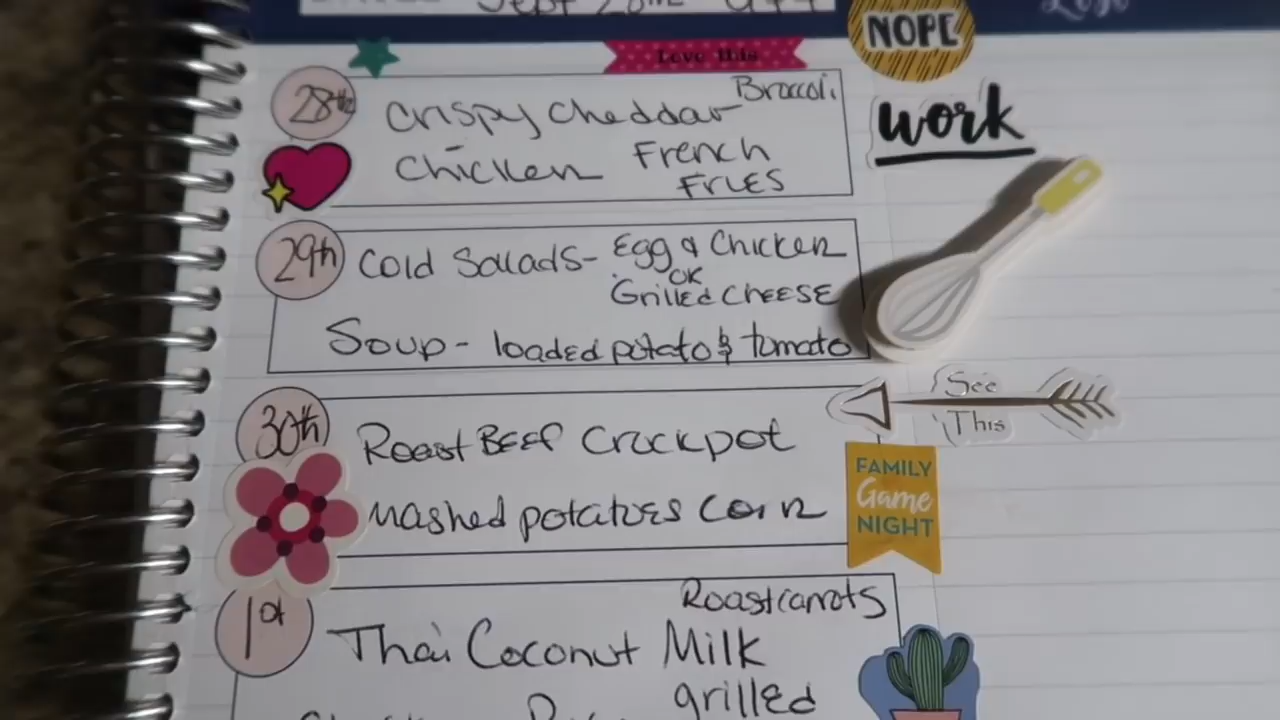 Sept 28th
NOPE
Love this
28th
Broccoli
Crispy Cheddar
Chicken French
Fries
work
29th
Cold Salads- Egg & Chicken
OR
Grilled Cheese
Soup- loaded potato & tomato
See
This
30th
Roast Beef Crockpot
mashed potatoes corn
FAMILY
Game
NIGHT
1st
Roast carrots
Thai Coconut Milk
grilled